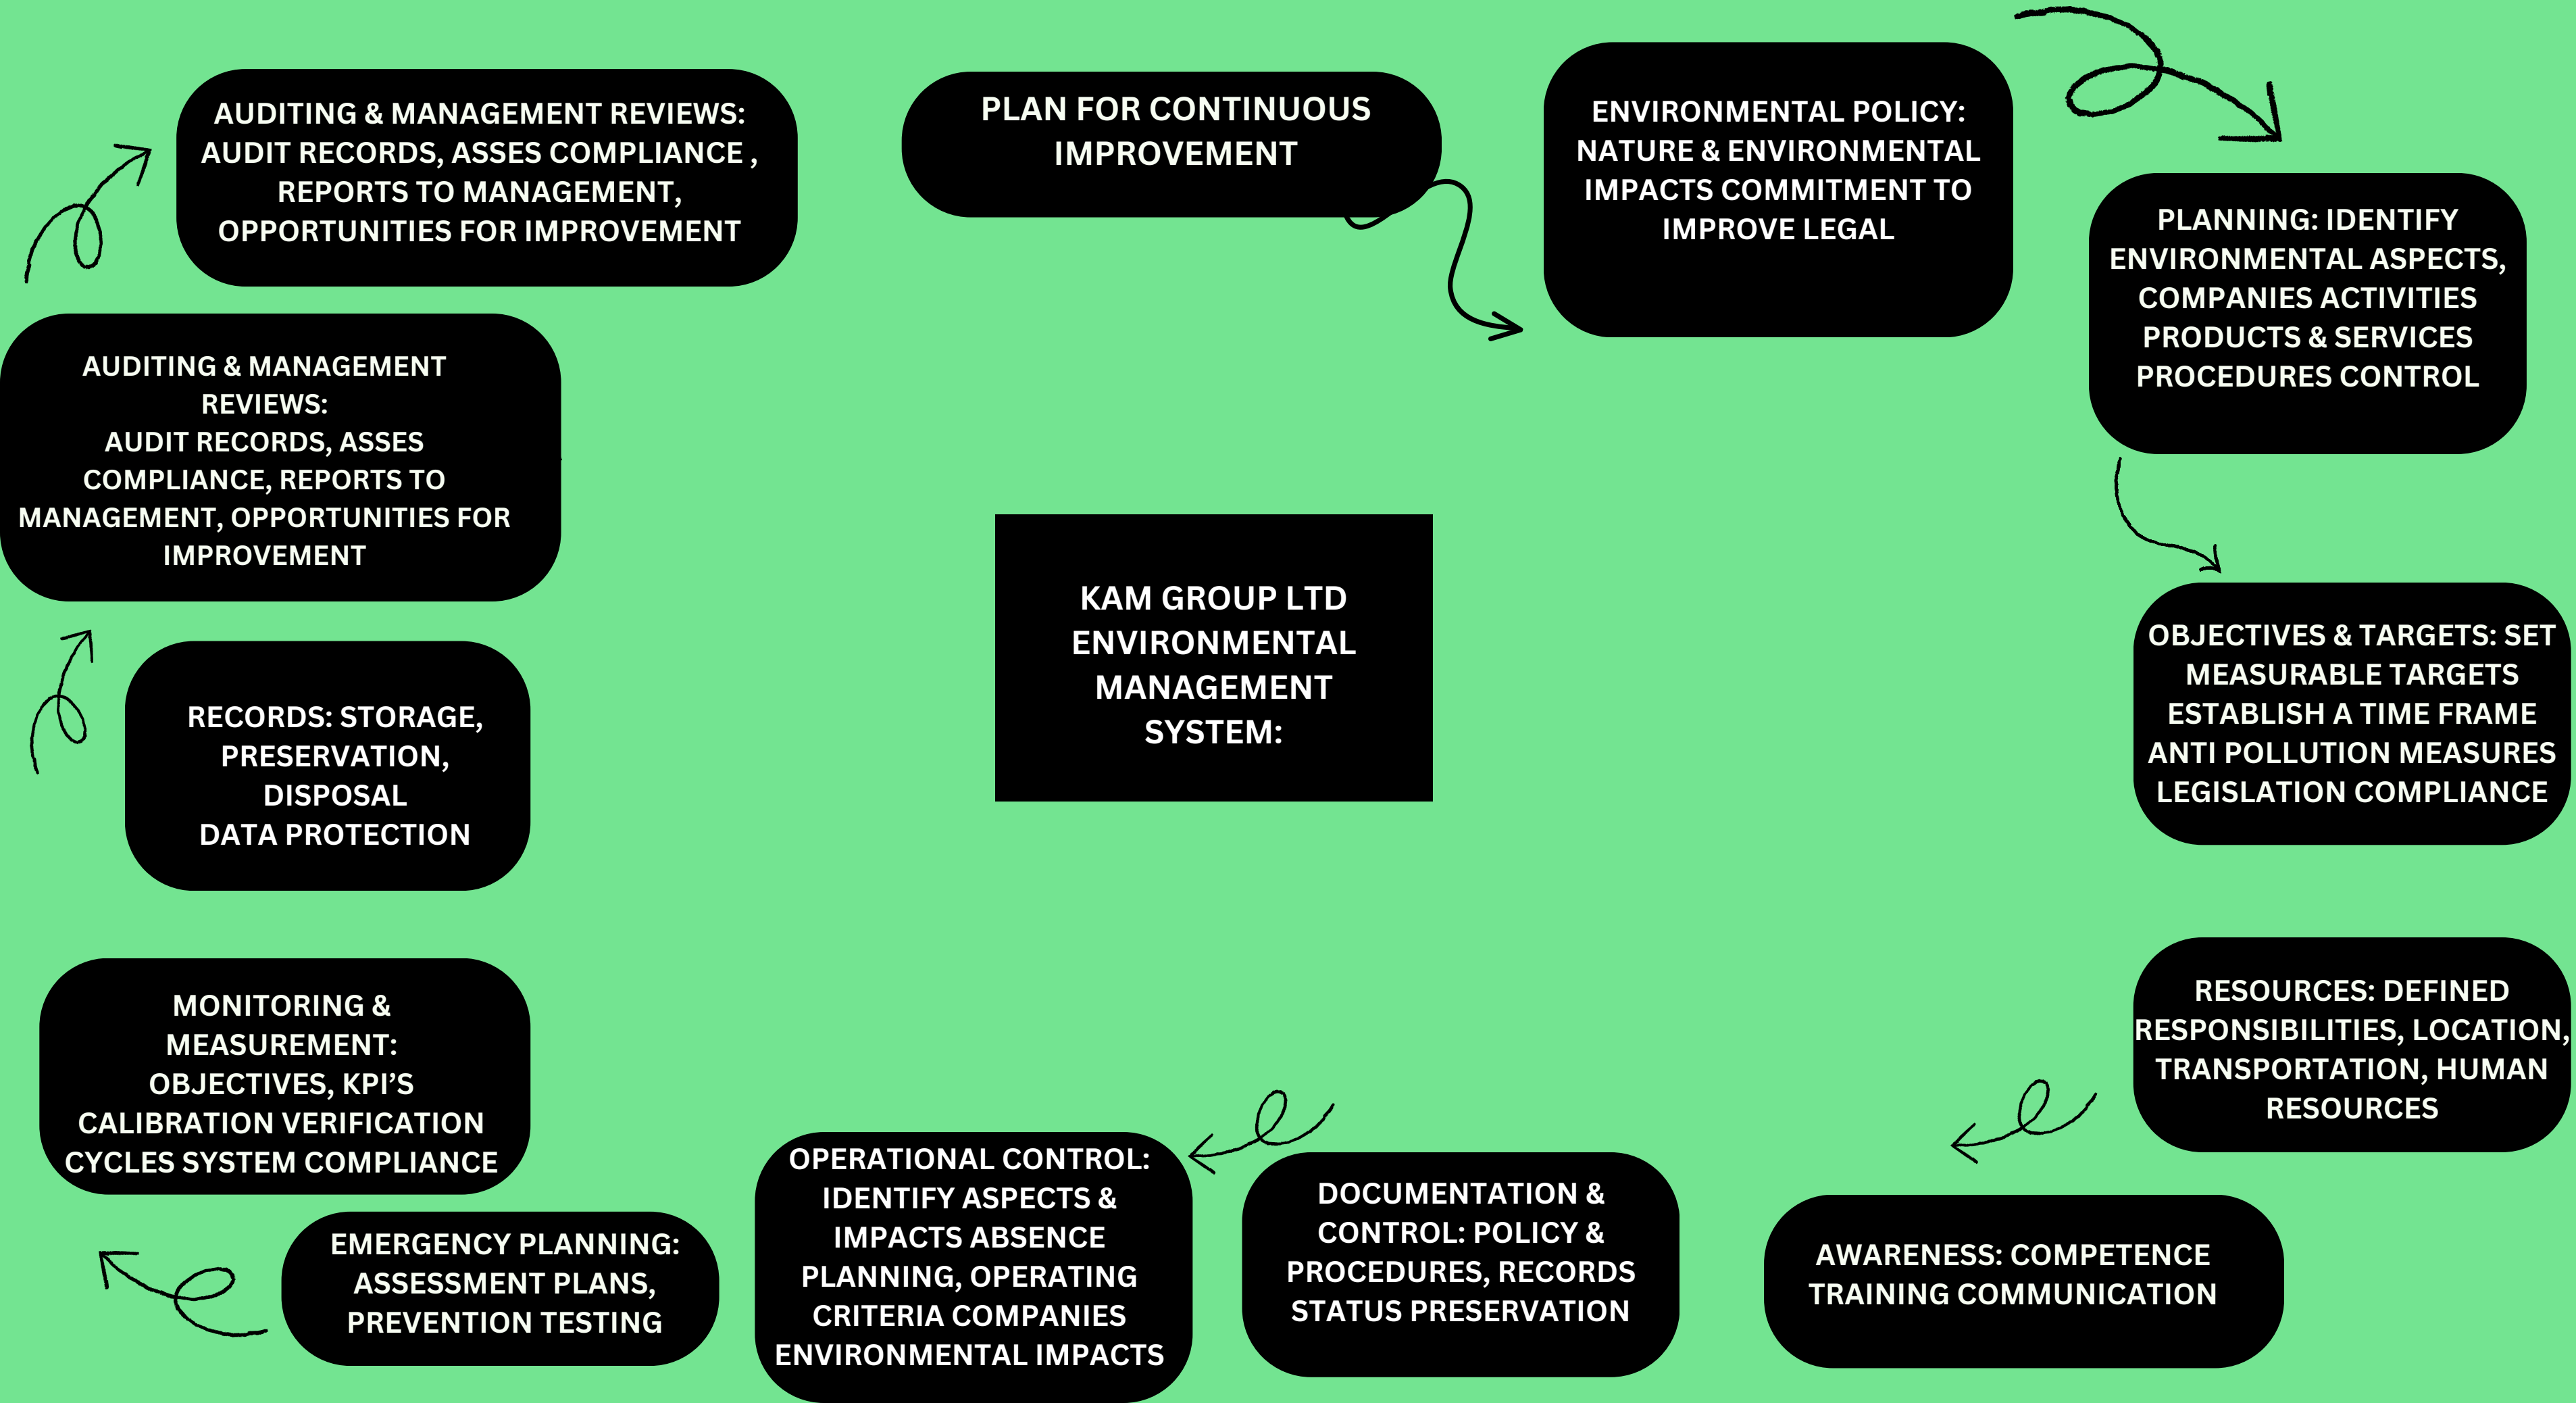 AUDITING & MANAGEMENT REVIEWS:
AUDIT RECORDS, ASSES COMPLIANCE ,
REPORTS TO MANAGEMENT,
OPPORTUNITIES FOR IMPROVEMENT
PLAN FOR CONTINUOUS
IMPROVEMENT
ENVIRONMENTAL POLICY:
NATURE & ENVIRONMENTAL
IMPACTS COMMITMENT TO
IMPROVE LEGAL
PLANNING: IDENTIFY
ENVIRONMENTAL ASPECTS,
COMPANIES ACTIVITIES
PRODUCTS & SERVICES
PROCEDURES CONTROL
AUDITING & MANAGEMENT
REVIEWS:
AUDIT RECORDS, ASSES
COMPLIANCE, REPORTS TO
MANAGEMENT, OPPORTUNITIES FOR
IMPROVEMENT
KAM GROUP LTD
ENVIRONMENTAL
MANAGEMENT
SYSTEM:
OBJECTIVES & TARGETS: SET
MEASURABLE TARGETS
ESTABLISH A TIME FRAME
ANTI POLLUTION MEASURES
LEGISLATION COMPLIANCE
RECORDS: STORAGE,
PRESERVATION,
DISPOSAL
DATA PROTECTION
RESOURCES: DEFINED
RESPONSIBILITIES, LOCATION,
TRANSPORTATION, HUMAN
RESOURCES
MONITORING &
MEASUREMENT:
OBJECTIVES, KPI’S
CALIBRATION VERIFICATION
CYCLES SYSTEM COMPLIANCE
EMERGENCY PLANNING:
ASSESSMENT PLANS,
PREVENTION TESTING
OPERATIONAL CONTROL:
IDENTIFY ASPECTS &
IMPACTS ABSENCE
PLANNING, OPERATING
CRITERIA COMPANIES
ENVIRONMENTAL IMPACTS
DOCUMENTATION &
CONTROL: POLICY &
PROCEDURES, RECORDS
STATUS PRESERVATION
AWARENESS: COMPETENCE
TRAINING COMMUNICATION